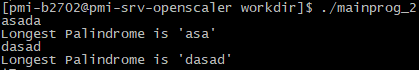 [pmi-b2702@pmi-srv-openscaler workdir]$ ./mainprog_2
asada
Longest Palindrome is 'asa'
dasad
Longest Palindrome is 'dasad'